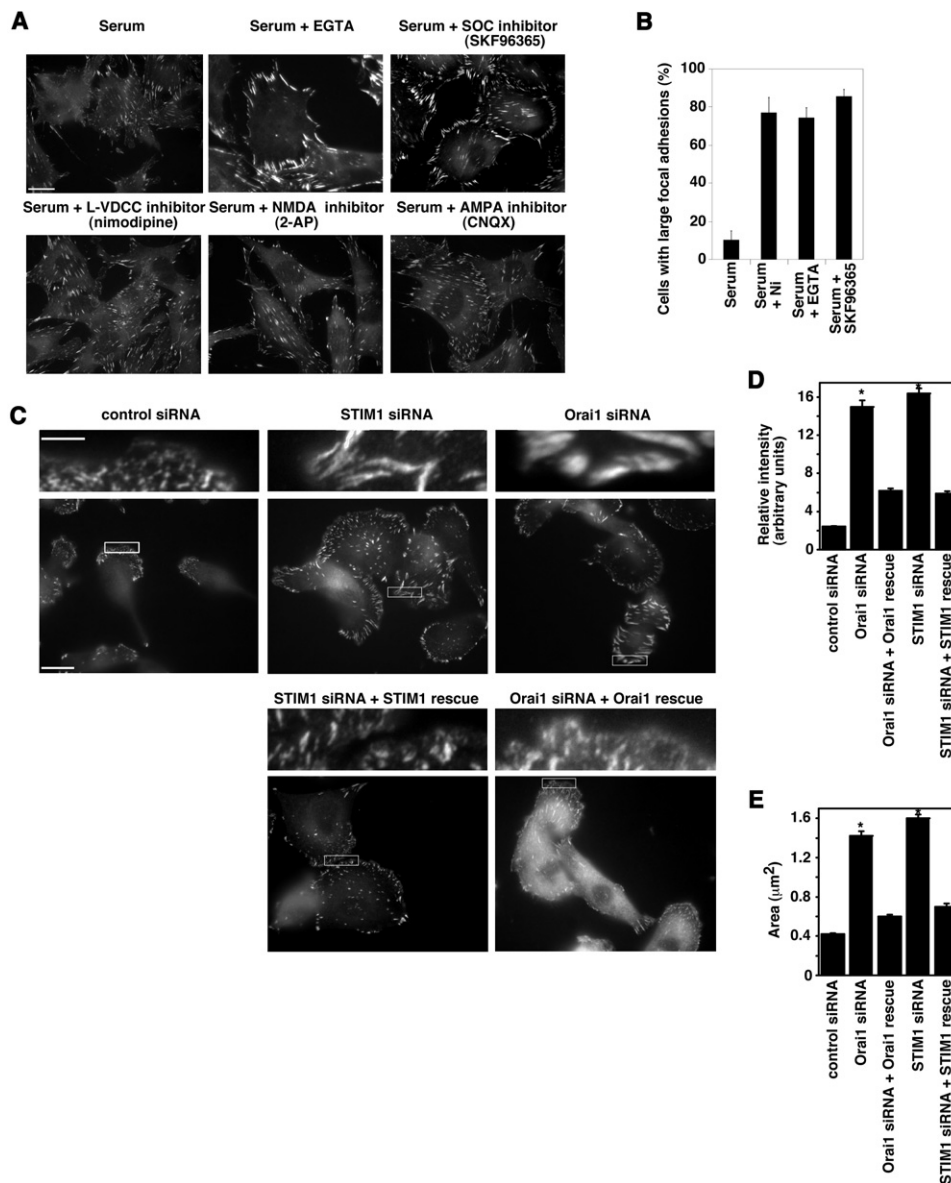 A
Serum
Serum + EGTA
Serum + SOC inhibitor
(SKF96365)
Serum + L-VDCC inhibitor
(nimodipine)
Serum + NMDA inhibitor
(2-AP)
Serum + AMPA inhibitor
(CNQX)
B
Cells with large focal adhesions (%)
100
80
60
40
20
0
Serum
Serum
+ Ni
Serum
+ EGTA
Serum +
SKF96365
C
control siRNA
STIM1 siRNA
Orai1 siRNA
STIM1 siRNA + STIM1 rescue
Orai1 siRNA + Orai1 rescue
D
Relative intensity
(arbitrary units)
16
12
8
4
0
*
*
control siRNA
Orai1 siRNA
Orai1 siRNA + Orai1 rescue
STIM1 siRNA
STIM1 siRNA + STIM1 rescue
E
Area (μm2)
1.6
1.2
0.8
0.4
0
*
*
control siRNA
Orai1 siRNA
Orai1 siRNA + Orai1 rescue
STIM1 siRNA
STIM1 siRNA + STIM1 rescue